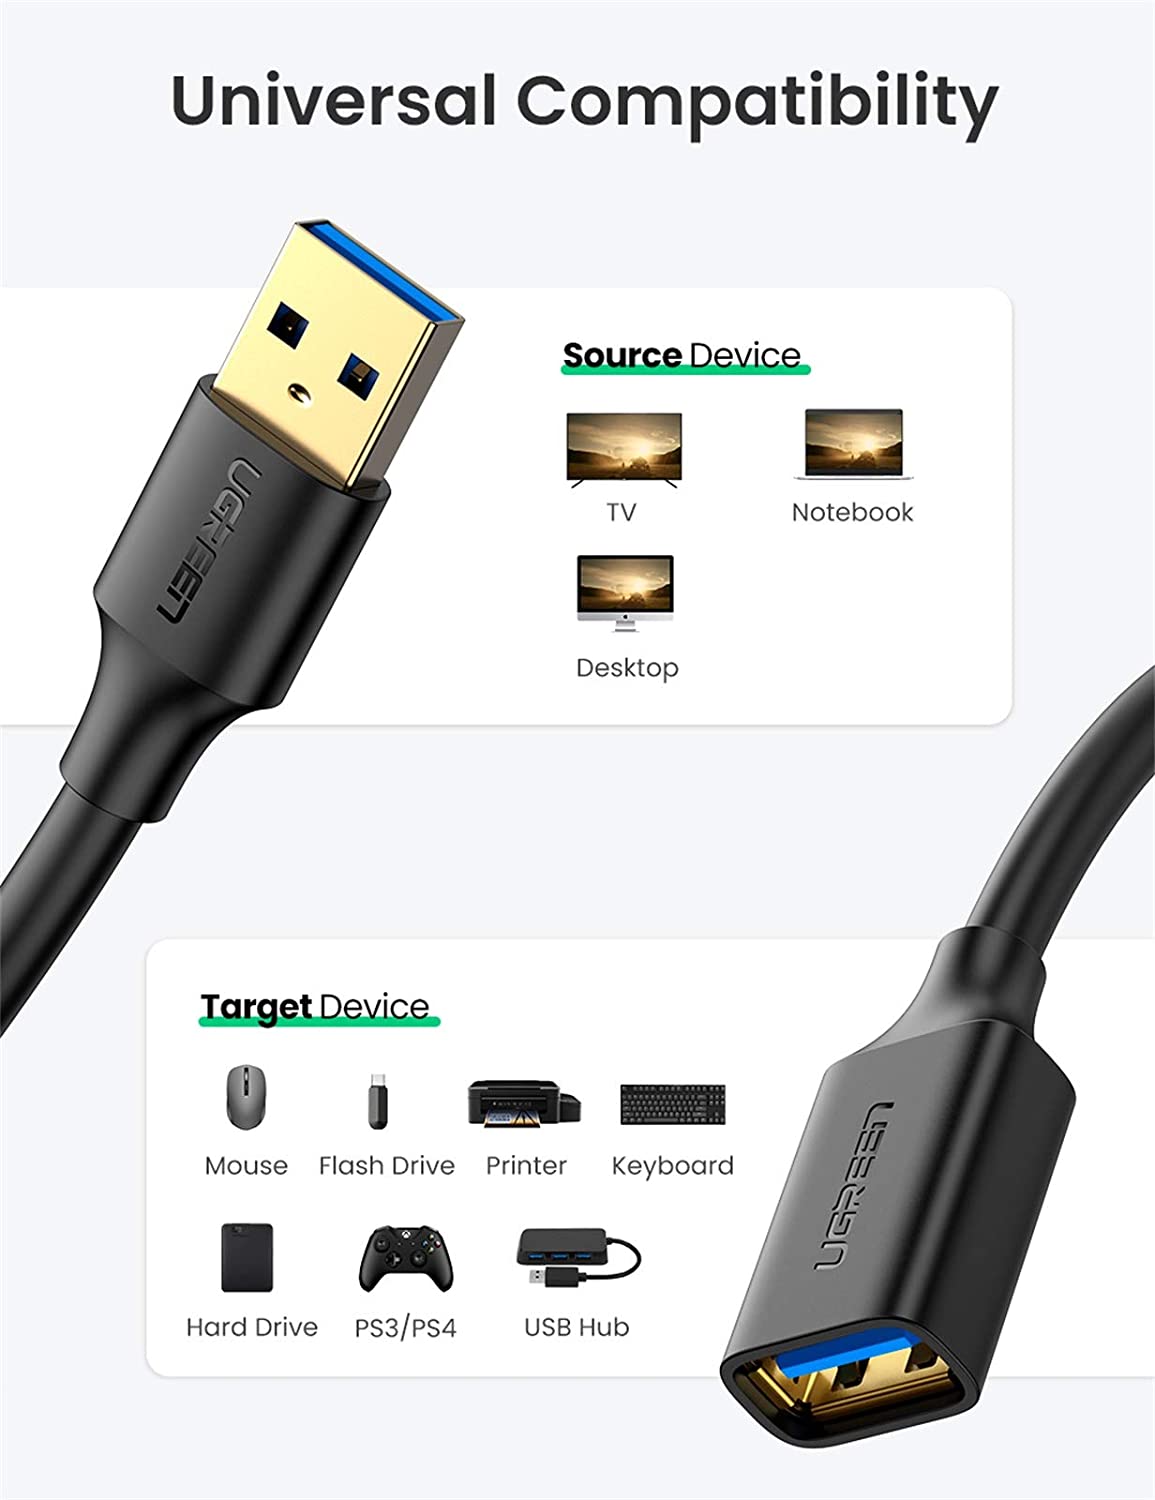 Universal Compatibility
UGREEN
Source Device
TV
Notebook
Desktop
Target Device
Mouse
Flash Drive
Printer
Keyboard
Hard Drive
PS3/PS4
USB Hub
UGREEN